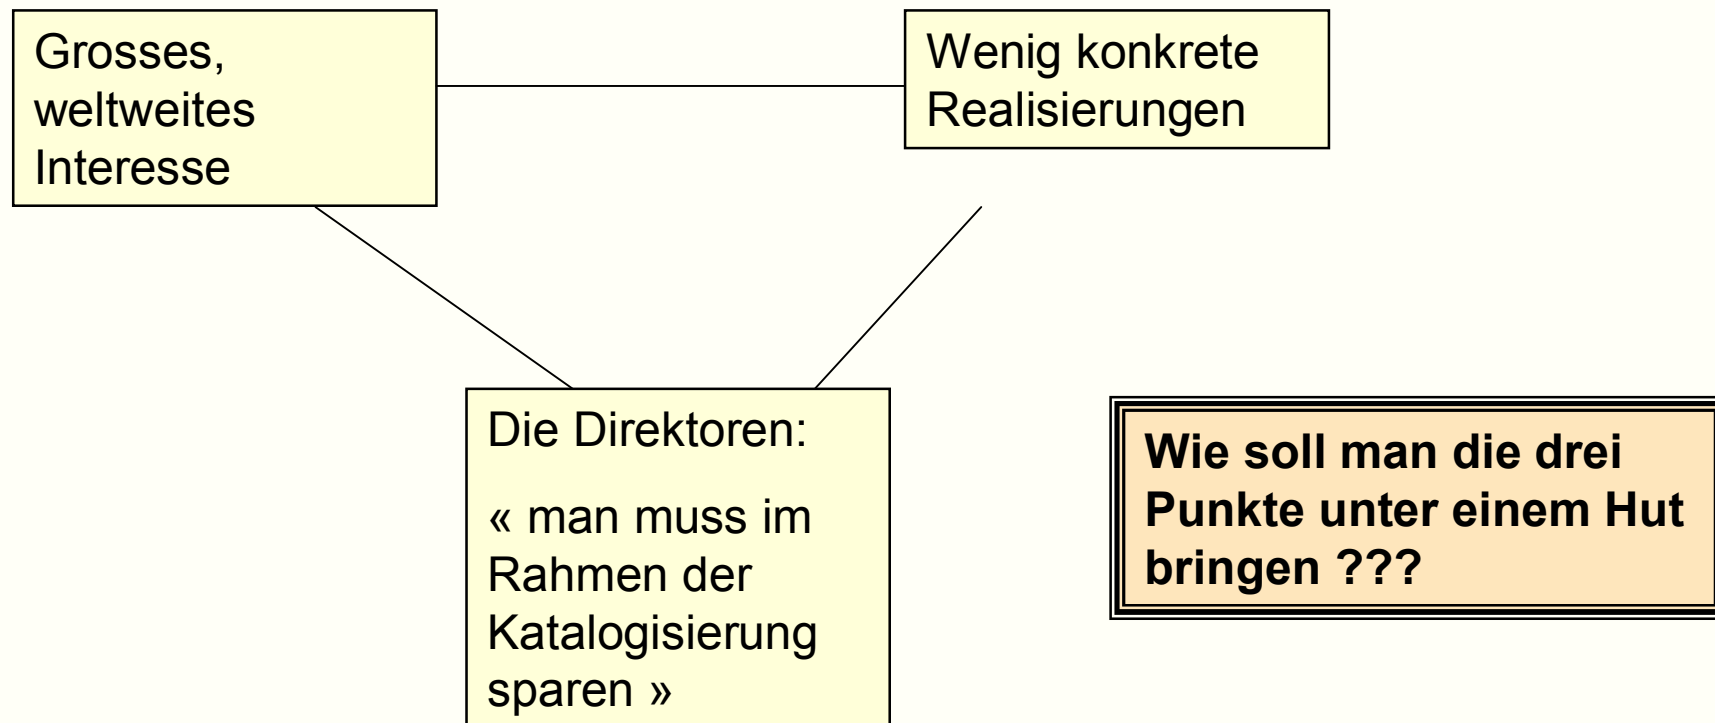 Grosses,
weltweites
Interesse
Wenig konkrete
Realisierungen
Die Direktoren:
« man muss im
Rahmen der
Katalogisierung
sparen »
Wie soll man die drei
Punkte unter einem Hut
bringen ???